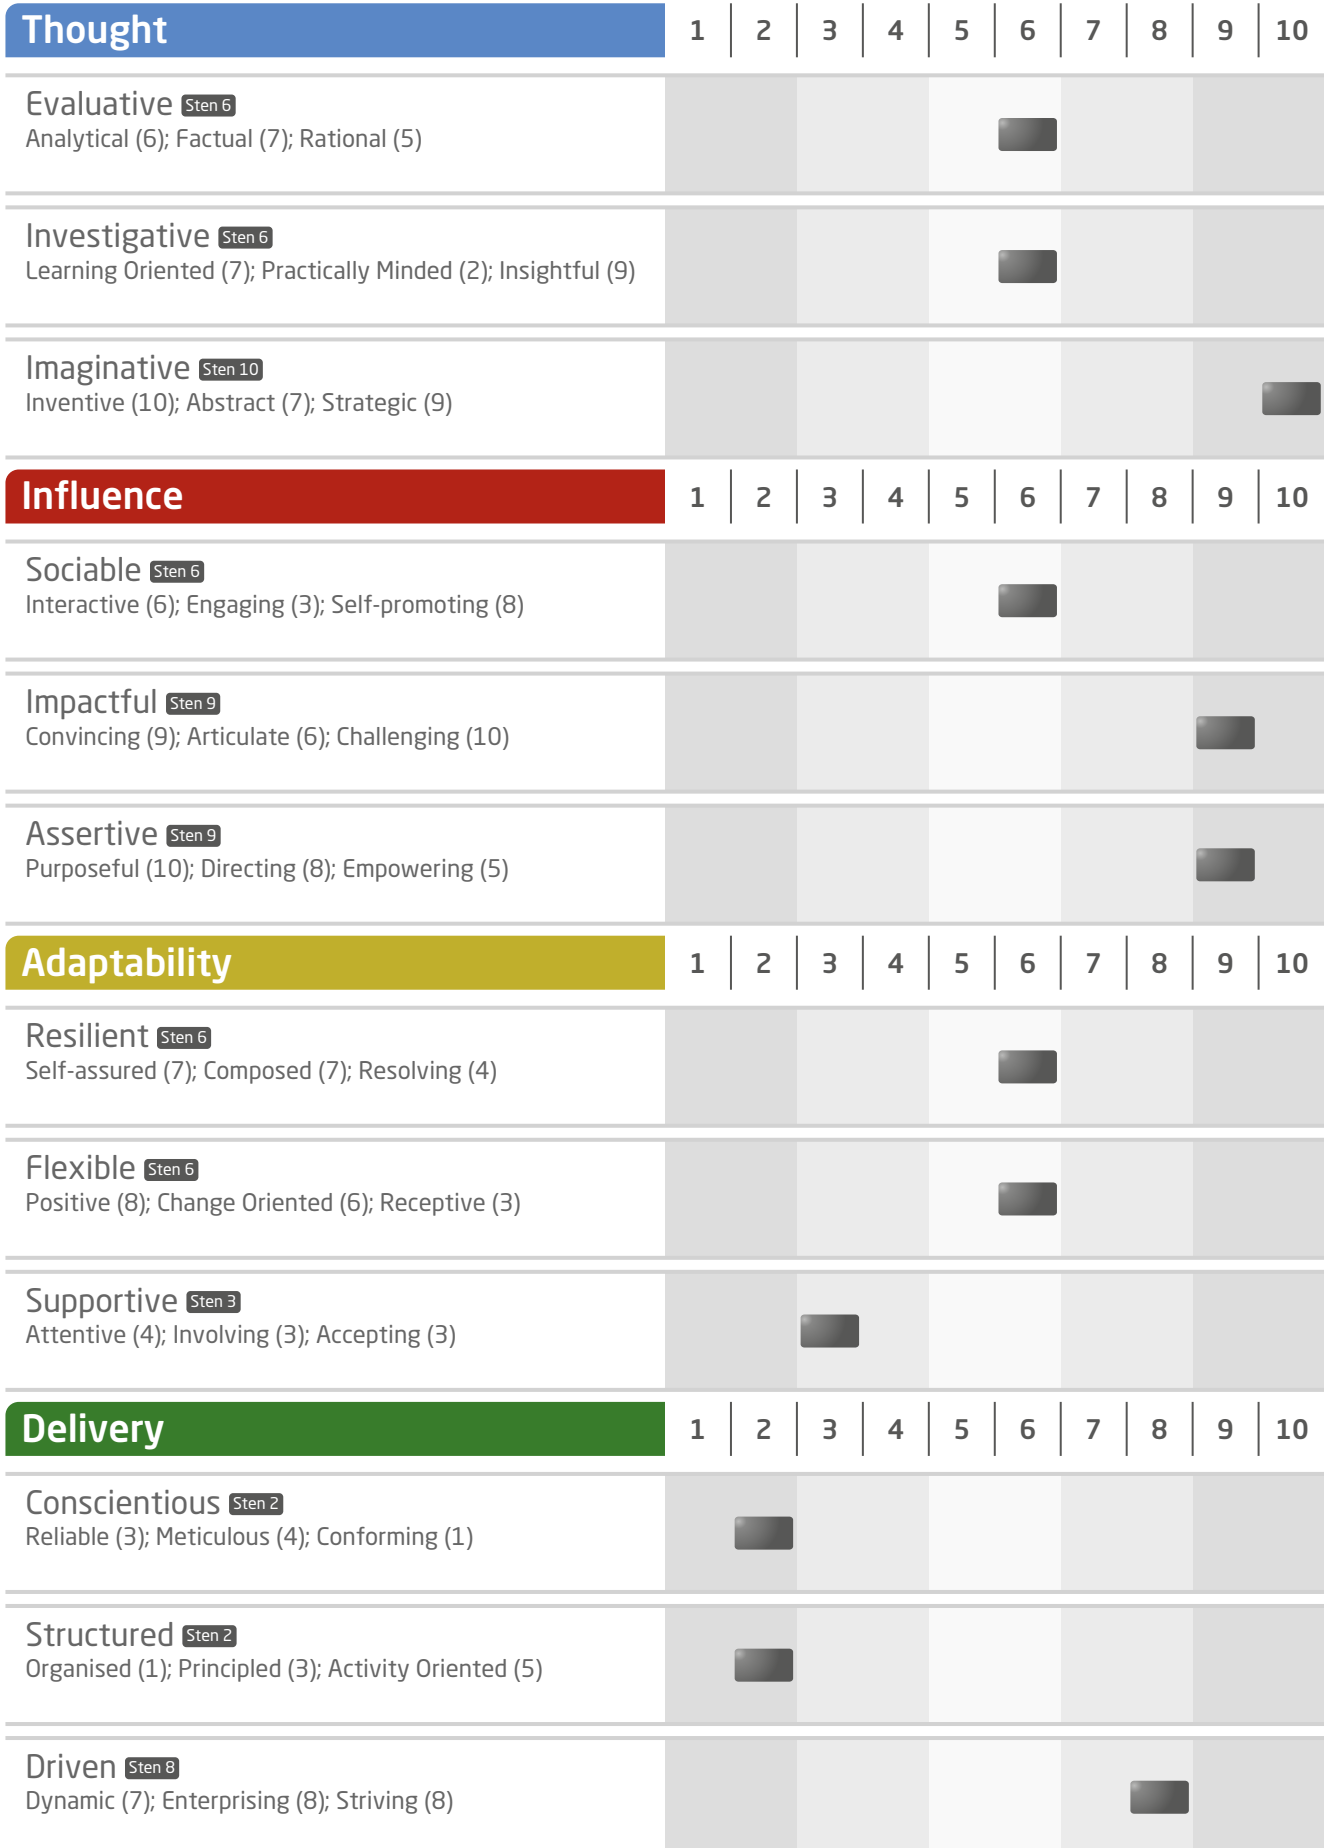 Thought 1 2 3 4 5 6 7 8 9 10
Evaluative Sten 6
Analytical (6); Factual (7); Rational (5)
Investigative Sten 6
Learning Oriented (7); Practically Minded (2); Insightful (9)
Imaginative Sten 10
Inventive (10); Abstract (7); Strategic (9)
Influence 1 2 3 4 5 6 7 8 9 10
Sociable Sten 6
Interactive (6); Engaging (3); Self-promoting (8)
Impactful Sten 9
Convincing (9); Articulate (6); Challenging (10)
Assertive Sten 9
Purposeful (10); Directing (8); Empowering (5)
Adaptability 1 2 3 4 5 6 7 8 9 10
Resilient Sten 6
Self-assured (7); Composed (7); Resolving (4)
Flexible Sten 6
Positive (8); Change Oriented (6); Receptive (3)
Supportive Sten 3
Attentive (4); Involving (3); Accepting (3)
Delivery 1 2 3 4 5 6 7 8 9 10
Conscientious Sten 2
Reliable (3); Meticulous (4); Conforming (1)
Structured Sten 2
Organised (1); Principled (3); Activity Oriented (5)
Driven Sten 8
Dynamic (7); Enterprising (8); Striving (8)